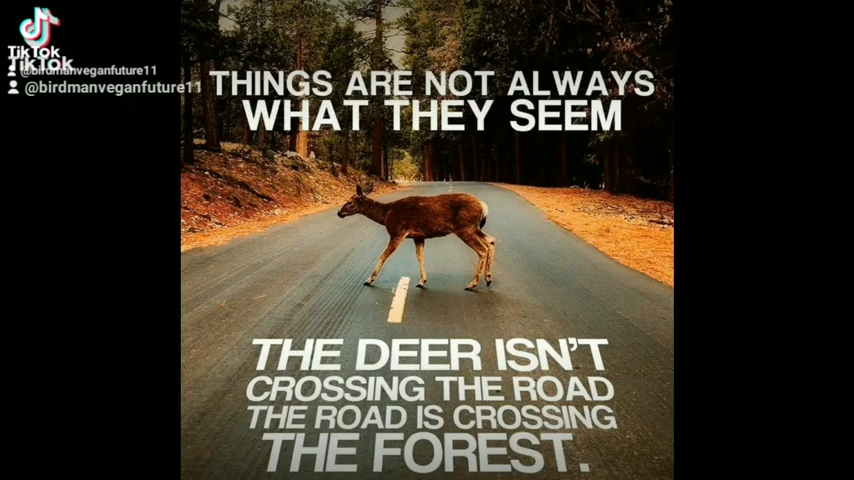 TikTok
TikTok
@birdmanveganfuture11
@birdmanveganfuture11
THINGS ARE NOT ALWAYS
WHAT THEY SEEM
THE DEER ISN'T
CROSSING THE ROAD
THE ROAD IS CROSSING
THE FOREST.